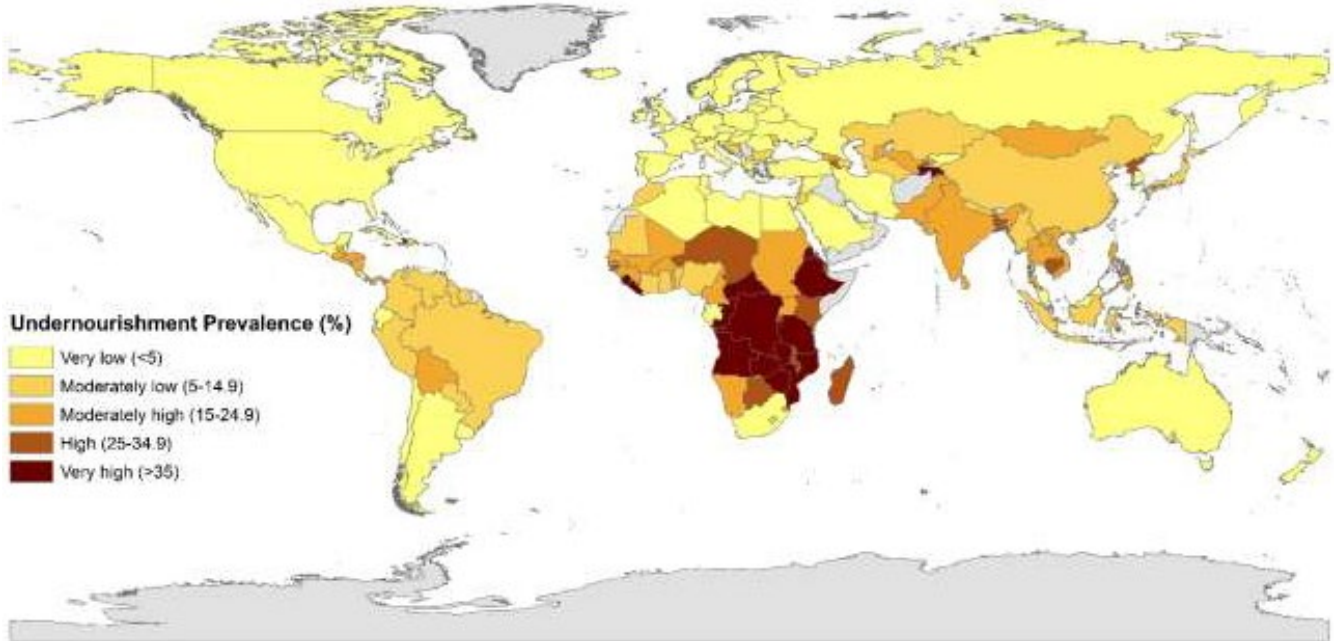 Undernourishment Prevalence (%)
Very low (<5)
Moderately low (5-14.9)
Moderately high (15-24.9)
High (25-34.9)
Very high (>35)